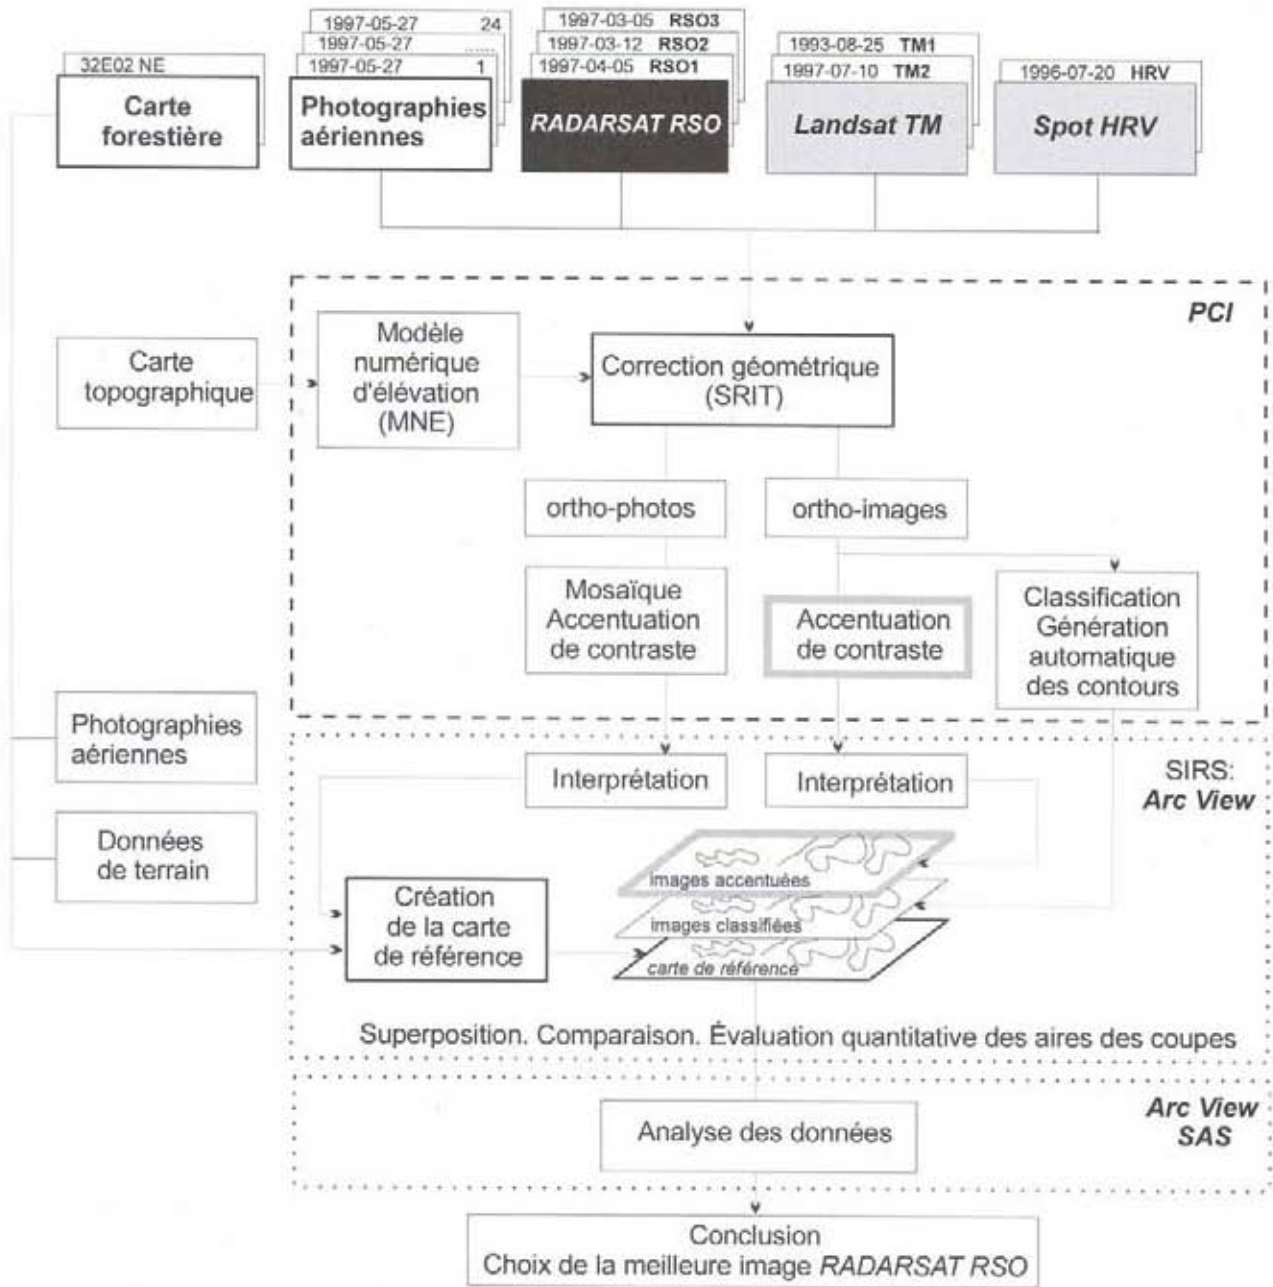 1997-05-27 24
1997-05-27 ......
1997-05-27 1
1997-03-05 RSO3
1997-03-12 RSO2
1997-04-05 RSO1
1993-08-25 TM1
1997-07-10 TM2
1996-07-20 HRV
32E02 NE
Carte
forestière
Photographies
aériennes
RADARSAT RSO
Landsat TM
Spot HRV
PCI
Carte
topographique
Modèle
numérique
d'élévation
(MNE)
Correction géométrique
(SRIT)
ortho-photos
ortho-images
Mosaïque
Accentuation
de contraste
Accentuation
de contraste
Classification
Génération
automatique
des contours
Photographies
aériennes
Données
de terrain
Interprétation
Interprétation
SIRS:
Arc View
images accentuées
images classifiées
carte de référence
Création
de la carte
de référence
Superposition. Comparaison. Évaluation quantitative des aires des coupes
Arc View
SAS
Analyse des données
Conclusion
Choix de la meilleure image RADARSAT RSO